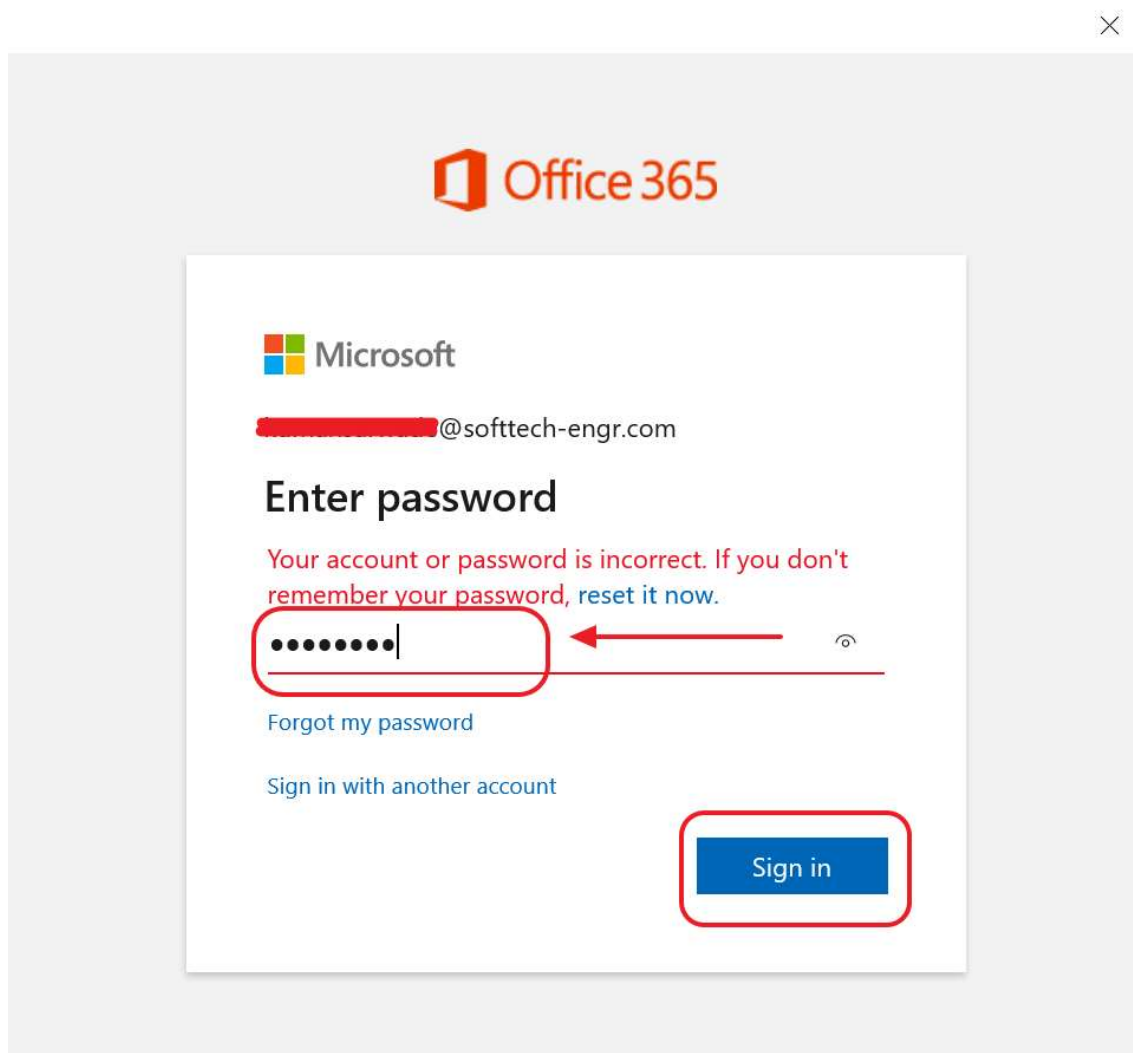 Office 365
Microsoft
@softtech-engr.com
Enter password
Your account or password is incorrect. If you don't
remember your password, reset it now.
Forgot my password
Sign in with another account
Sign in